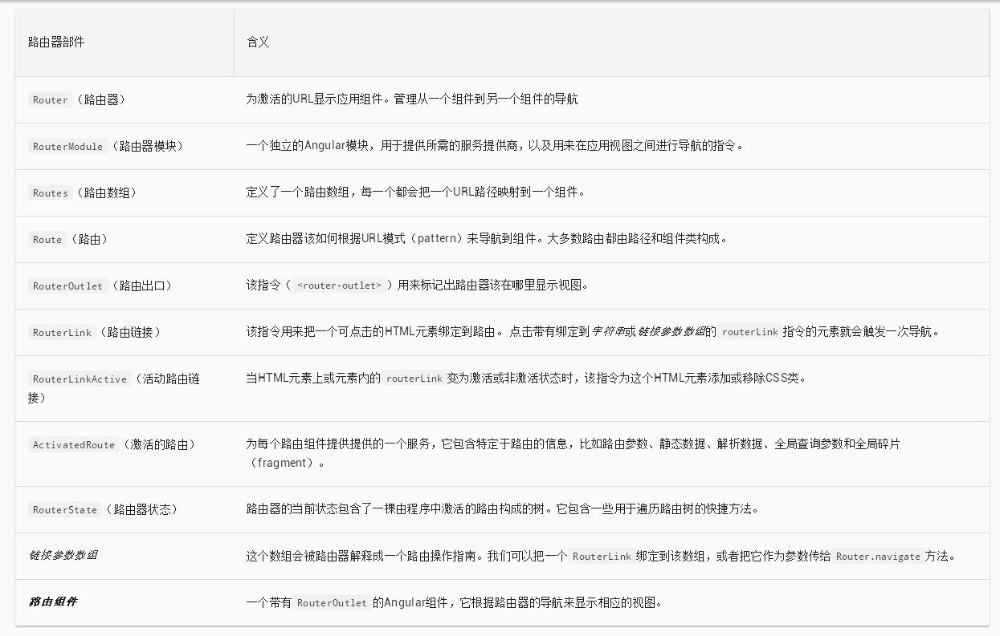 路由器部件 含义
Router（路由器） 为激活的URL显示应用组件。管理从一个组件到另一个组件的导航
RouterModule（路由器模块） 一个独立的Angular模块，用于提供所需的服务提供商，以及用来在应用视图之间进行导航的指令。
Routes（路由数组） 定义了一个路由数组，每一个都会把一个URL路径映射到一个组件。
Route（路由） 定义路由器该如何根据URL模式（pattern）来导航到组件。大多数路由都由路径和组件类构成。
RouterOutlet（路由出口） 该指令（<router-outlet>）用来标记出路由器该在哪里显示视图。
RouterLink（路由链接） 该指令用来把一个可点击的HTML元素绑定到路由。 点击带有绑定到字符串或链接参数数组的 routerLink 指令的元素就会触发一次导航。
RouterLinkActive（活动路由链 当HTML元素上或元素内的 routerLink 变为激活或非激活状态时，该指令为这个HTML元素添加或移除CSS类。
接）
ActivatedRoute（激活的路由） 为每个路由组件提供提供的一个服务，它包含特定于路由的信息，比如路由参数、静态数据、解析数据、全局查询参数和全局碎片
（fragment）。
RouterState（路由器状态） 路由器的当前状态包含了一棵由程序中激活的路由构成的树。它包含一些用于遍历路由树的快捷方法。
链接参数数组 这个数组会被路由器解释成一个路由操作指南。我们可以把一个 RouterLink 绑定到该数组，或者把它作为参数传给 Router.navigate 方法。
路由组件 一个带有 RouterOutlet 的Angular组件，它根据路由器的导航来显示相应的视图。